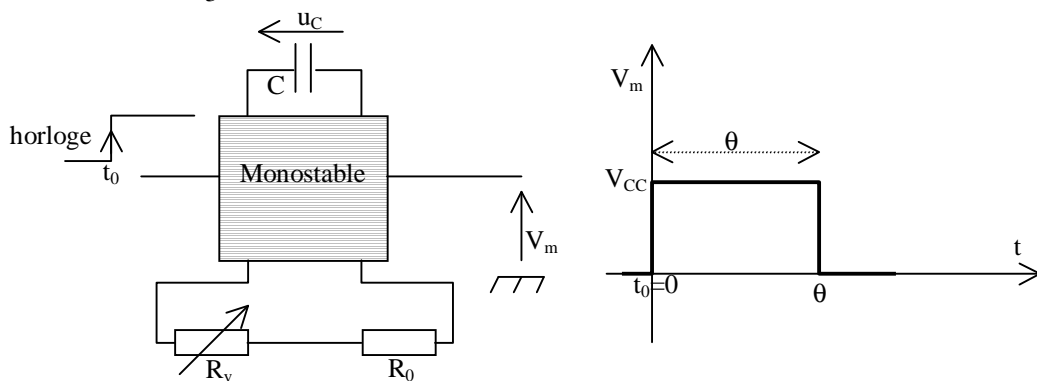 u_C
C
horloge
t_0
Monostable
V_m
R_v
R_0
V_m
θ
V_CC
t
t_0=0
θ